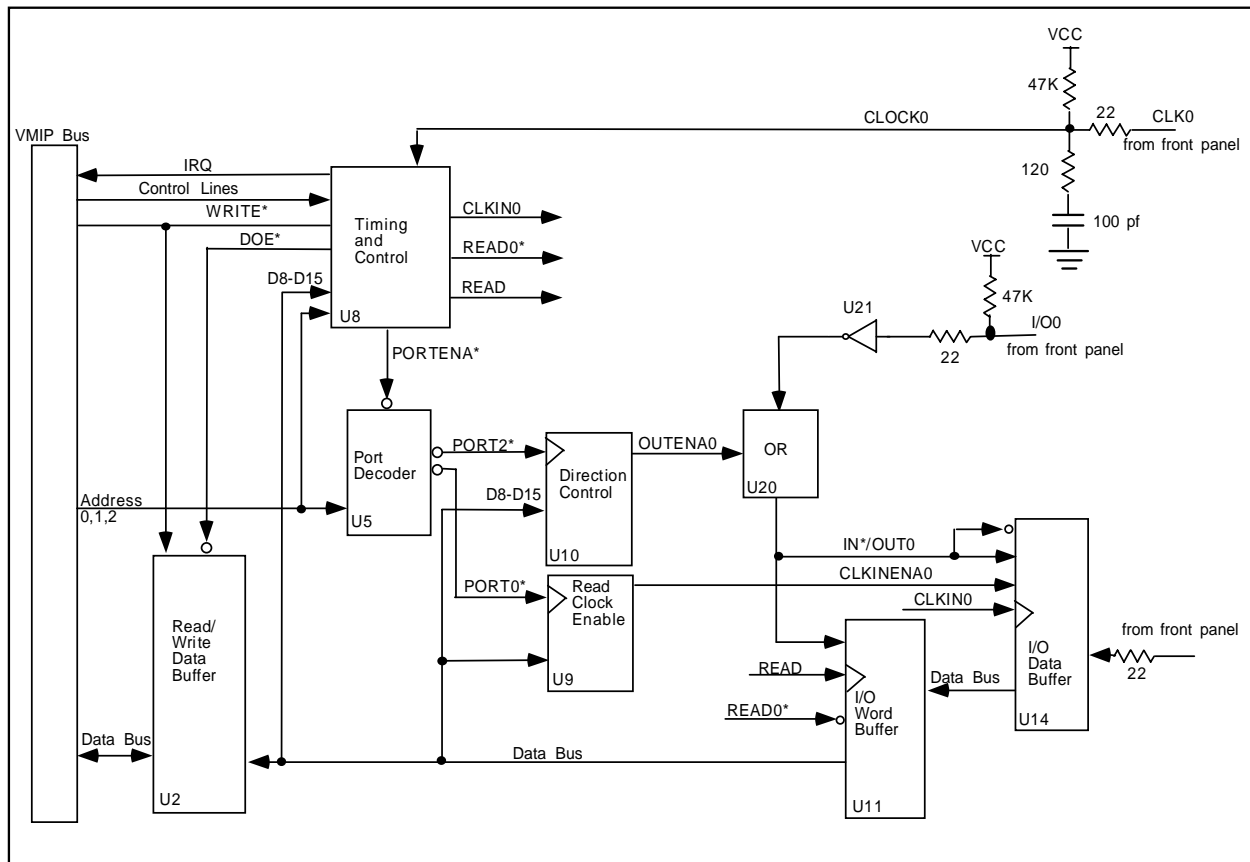 VCC
47K
CLOCK0
22
CLK0
from front panel
120
100 pf
VMIP Bus
IRQ
Control Lines
WRITE*
DOE*
D8-D15
Timing
and
Control
U8
CLKIN0
READ0*
READ
VCC
47K
U21
I/O0
22
from front panel
PORTENA*
Port
Decoder
U5
PORT2*
D8-D15
Direction
Control
U10
OUTENA0
OR
U20
Address
0,1,2
IN*/OUT0
PORT0*
Read
Clock
Enable
U9
CLKINENA0
CLKIN0
from front panel
22
Read/
Write
Data
Buffer
U2
READ
READ0*
I/O
Word
Buffer
U11
Data Bus
I/O
Data
Buffer
U14
Data Bus
Data Bus